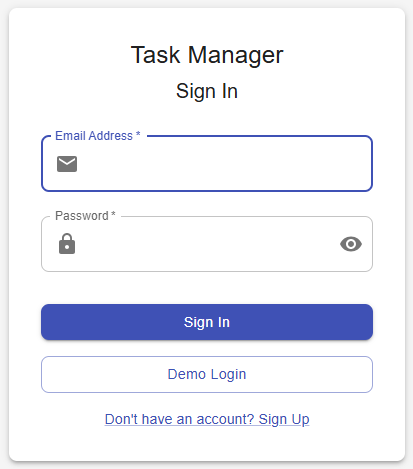 Task Manager
Sign In
Email Address *
Password *
Sign In
Demo Login
Don't have an account? Sign Up